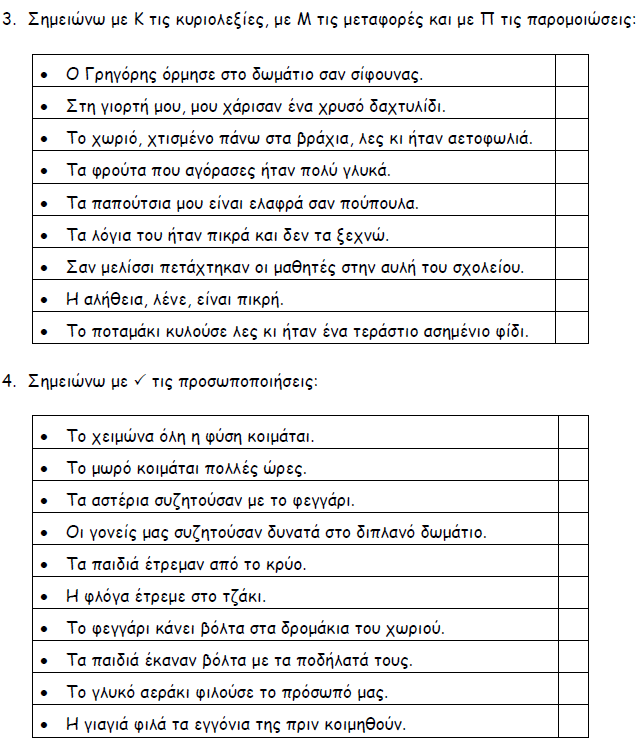 3. Σημειώνω με Κ τις κυριολεξίες, με Μ τις μεταφορές και με Π τις παρομοιώσεις:
• Ο Γρηγόρης όρμησε στο δωμάτιο σαν σίφουνας.
• Στη γιορτή μου, μου χάρισαν ένα χρυσό δαχτυλίδι.
• Το χωριό, χτισμένο πάνω στα βράχια, λες κι ήταν αετοφωλιά.
• Τα φρούτα που αγόρασες ήταν πολύ γλυκά.
• Τα παπούτσια μου είναι ελαφρά σαν πούπουλα.
• Τα λόγια του ήταν πικρά και δεν τα ξεχνώ.
• Σαν μελίσσι πετάχτηκαν οι μαθητές στην αυλή του σχολείου.
• Η αλήθεια, λένε, είναι πικρή.
• Το ποταμάκι κυλούσε λες κι ήταν ένα τεράστιο ασημένιο φίδι.
4. Σημειώνω με ✓ τις προσωποποιήσεις:
• Το χειμώνα όλη η φύση κοιμάται.
• Το μωρό κοιμάται πολλές ώρες.
• Τα αστέρια συζητούσαν με το φεγγάρι.
• Οι γονείς μας συζητούσαν δυνατά στο διπλανό δωμάτιο.
• Τα παιδιά έτρεμαν από το κρύο.
• Η φλόγα έτρεμε στο τζάκι.
• Το φεγγάρι κάνει βόλτα στα δρομάκια του χωριού.
• Τα παιδιά έκαναν βόλτα με τα ποδήλατά τους.
• Το γλυκό αεράκι φιλούσε το πρόσωπό μας.
• Η γιαγιά φιλά τα εγγόνια της πριν κοιμηθούν.